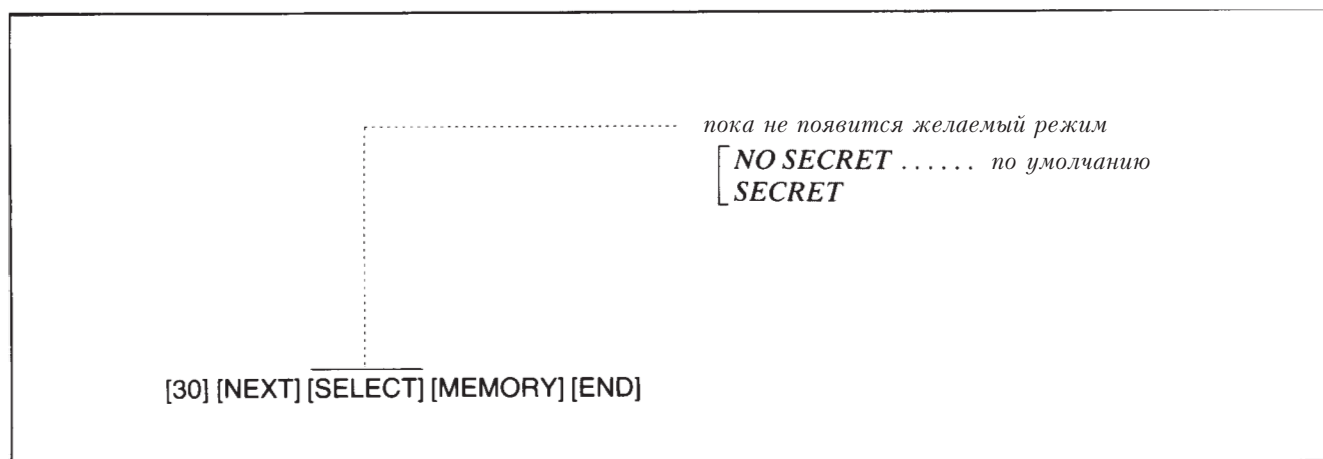 пока не появится желаемый режим
NO SECRET ...... по умолчанию
SECRET
[30] [NEXT] [SELECT] [MEMORY] [END]